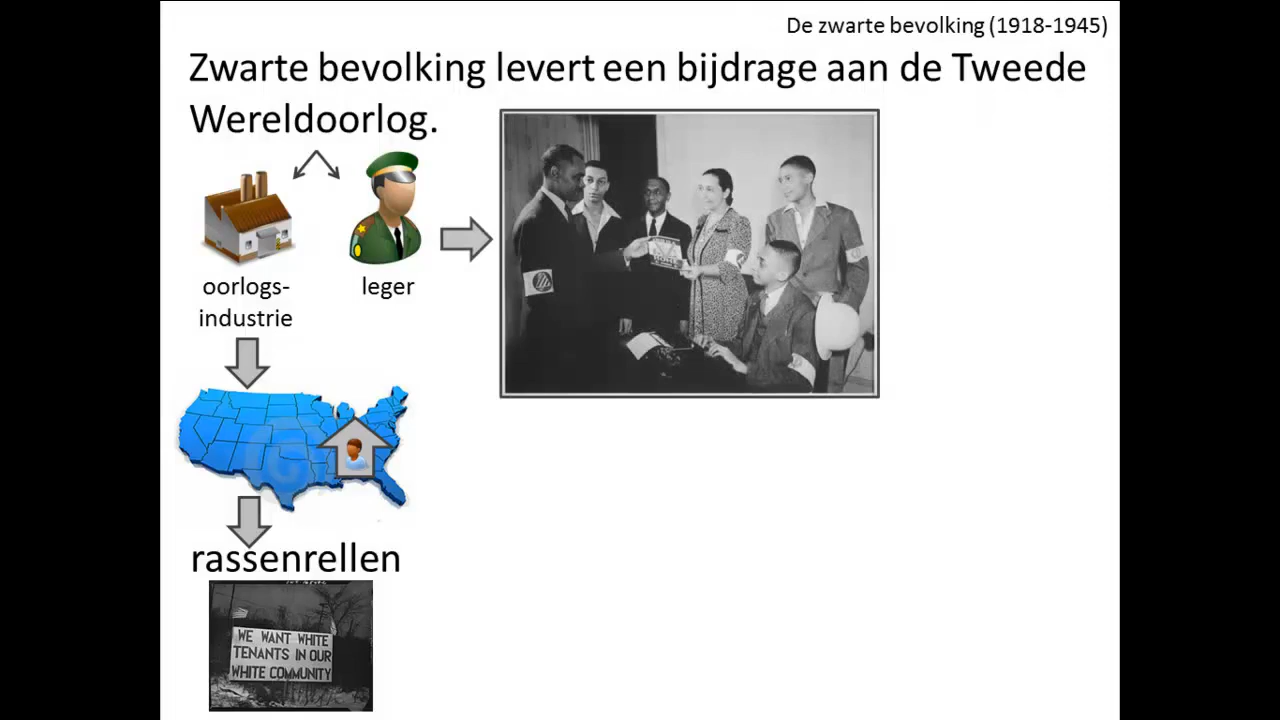 De zwarte bevolking (1918-1945)
Zwarte bevolking levert een bijdrage aan de Tweede
Wereldoorlog.
oorlogs-
industrie
leger
rassenrellen
WE WANT WHITE
TENANTS IN OUR
WHITE COMMUNITY